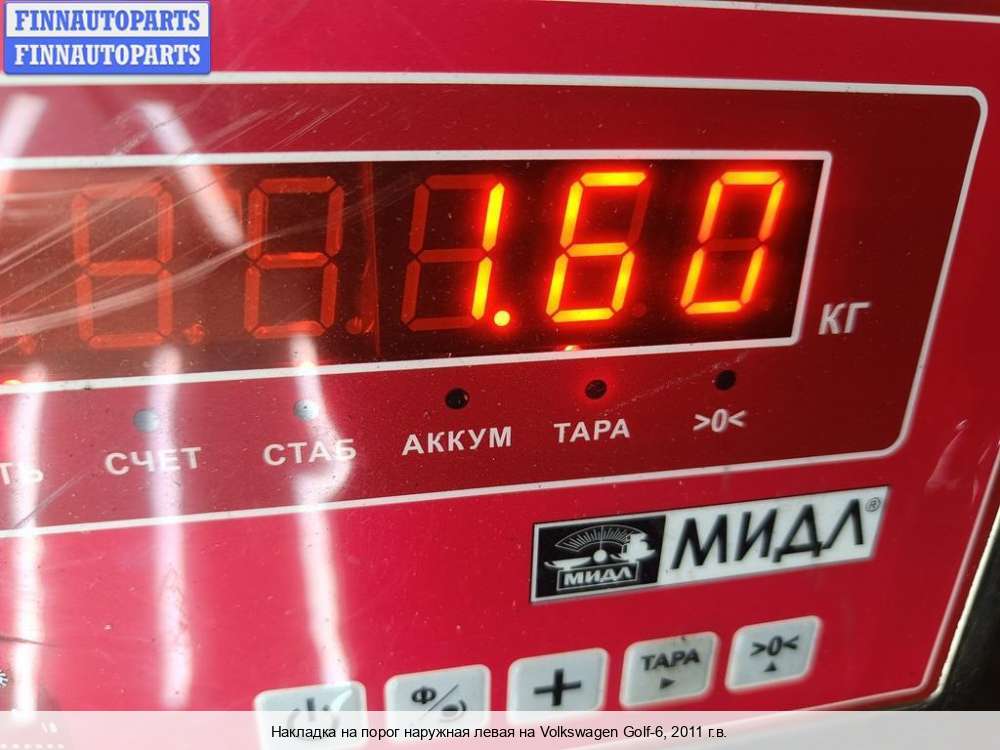 FINNAUTOPARTS
FINNAUTOPARTS
1.60
КГ
ТЬ СЧЕТ СТАБ АККУМ ТАРА >0<
МИДЛ МИДЛ®
Ф + ТАРА >0<
Накладка на порог наружная левая на Volkswagen Golf-6, 2011 г.в.